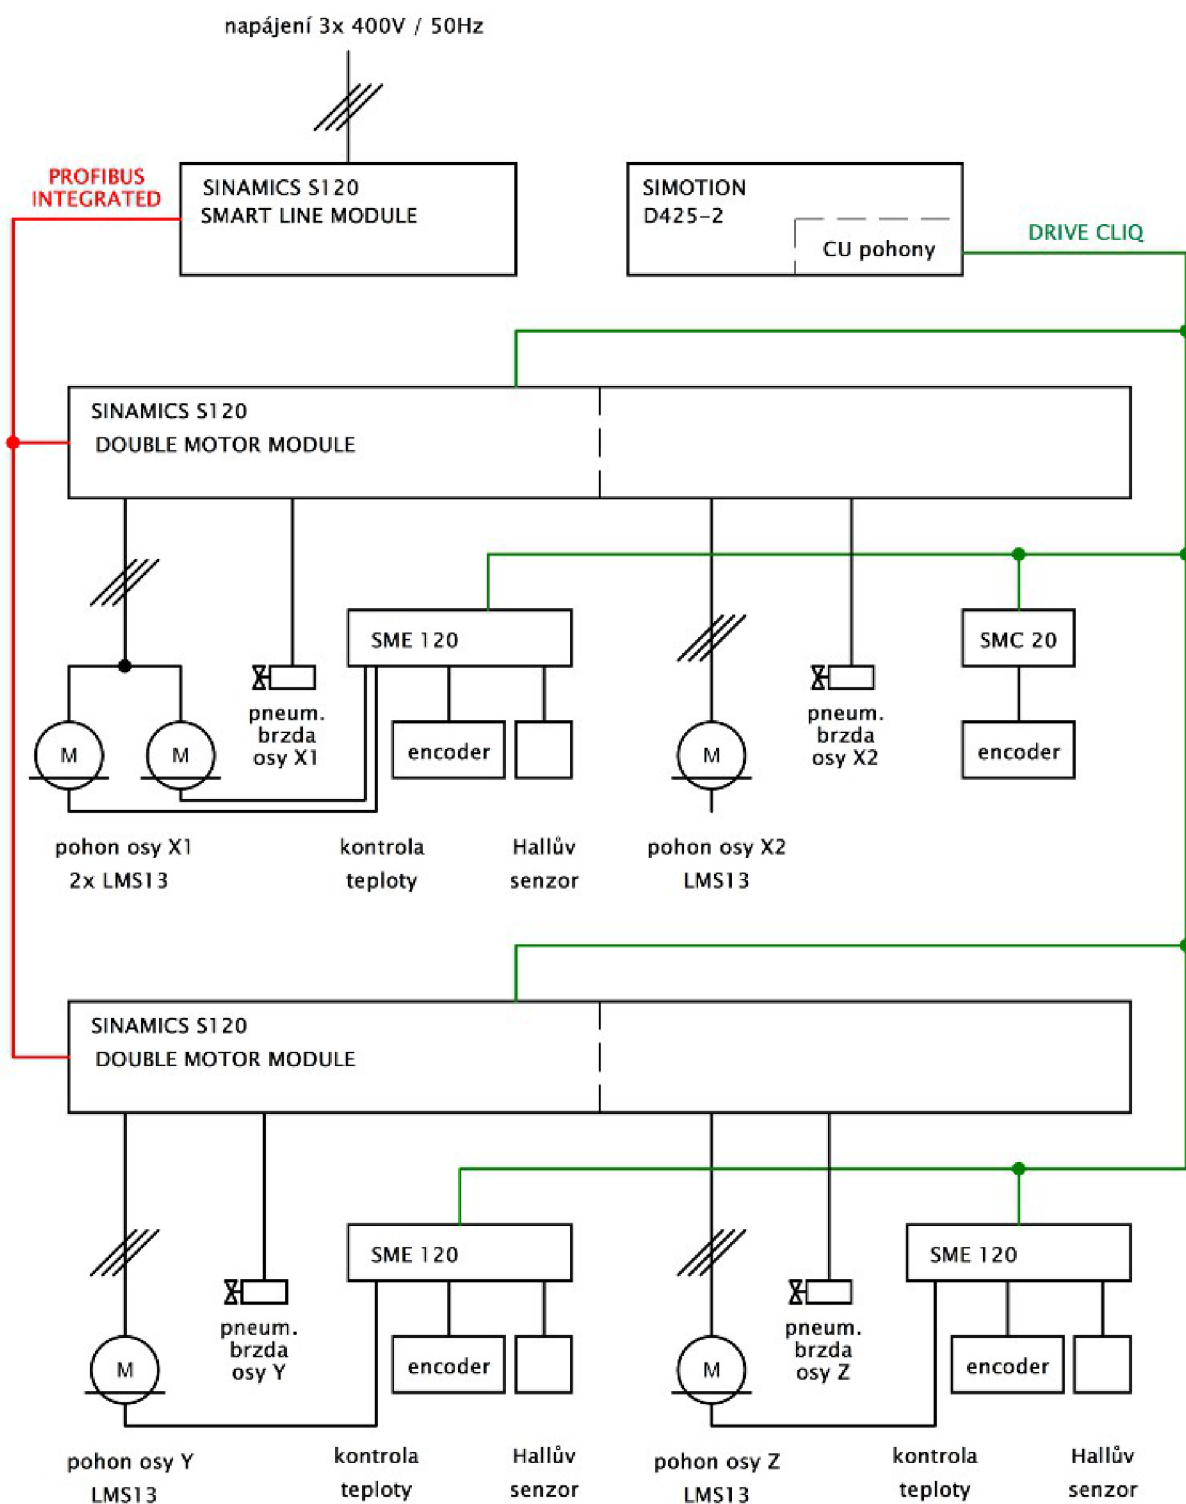 napájení 3x 400V / 50Hz
PROFIBUS
INTEGRATED
SINAMICS S120
SMART LINE MODULE
SIMOTION
D425-2
CU pohony
DRIVE CLIQ
SINAMICS S120
DOUBLE MOTOR MODULE
SME 120
SMC 20
pneum.
brzda
osy X1
pneum.
brzda
osy X2
M
M
encoder
M
encoder
pohon osy X1
2x LMS13
kontrola
teploty
Hallův
senzor
pohon osy X2
LMS13
SINAMICS S120
DOUBLE MOTOR MODULE
SME 120
SME 120
pneum.
brzda
osy Y
pneum.
brzda
osy Z
M
encoder
M
encoder
pohon osy Y
LMS13
kontrola
teploty
Hallův
senzor
pohon osy Z
LMS13
kontrola
teploty
Hallův
senzor